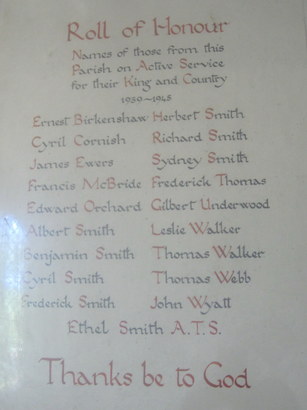 Roll of Honour
Names of those from this
Parish on Active Service
for their King and Country
1939–1945
Ernest Birkenshaw Herbert Smith
Cyril Cornish Richard Smith
James Ewers Sydney Smith
Francis McBride Frederick Thomas
Edward Orchard Gilbert Underwood
Albert Smith Leslie Walker
Benjamin Smith Thomas Walker
Cyril Smith Thomas Webb
Frederick Smith John Wyatt
Ethel Smith A.T.S.
Thanks be to God